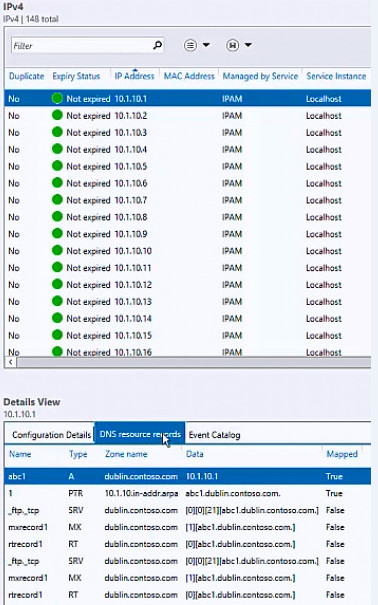 IPv4
IPv4 | 148 total
Filter
Duplicate Expiry Status IP Address MAC Address Managed by Service Service Instance
No Not expired 10.1.10.1 IPAM Localhost
No Not expired 10.1.10.2 IPAM Localhost
No Not expired 10.1.10.3 IPAM Localhost
No Not expired 10.1.10.4 IPAM Localhost
No Not expired 10.1.10.5 IPAM Localhost
No Not expired 10.1.10.6 IPAM Localhost
No Not expired 10.1.10.7 IPAM Localhost
No Not expired 10.1.10.8 IPAM Localhost
No Not expired 10.1.10.9 IPAM Localhost
No Not expired 10.1.10.10 IPAM Localhost
No Not expired 10.1.10.11 IPAM Localhost
No Not expired 10.1.10.12 IPAM Localhost
No Not expired 10.1.10.13 IPAM Localhost
No Not expired 10.1.10.14 IPAM Localhost
No Not expired 10.1.10.15 IPAM Localhost
No Not expired 10.1.10.16 IPAM Localhost
Details View
10.1.10.1
Configuration Details DNS resource records Event Catalog
Name Type Zone name Data Mapped
abc1 A dublin.contoso.com 10.1.10.1 True
1 PTR 10.1.10.in-addr.arpa abc1.dublin.contoso.com. True
_ftp._tcp SRV dublin.contoso.com [0][0][21][abc1.dublin.contoso.com.] False
mxrecord1 MX dublin.contoso.com [1][abc1.dublin.contoso.com.] False
rtrecord1 RT dublin.contoso.com [1][abc1.dublin.contoso.com.] False
_ftp._tcp SRV dublin.contoso.com [0][0][21][abc1.dublin.contoso.com.] False
mxrecord1 MX dublin.contoso.com [1][abc1.dublin.contoso.com.] False
rtrecord1 RT dublin.contoso.com [1][abc1.dublin.contoso.com.] False